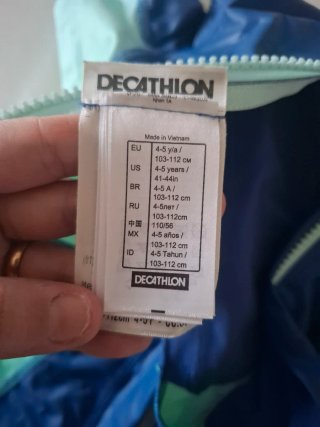 DECATHLON
Made in Vietnam
EU 4-5 y/a /
103-112 см
US 4-5 years /
41-44in
BR 4-5 A /
103-112 cm
RU 4-5лет /
103-112cm
中国 110/56
MX 4-5 años /
103-112 cm
ID 4-5 Tahun /
103-112 cm
DECATHLON